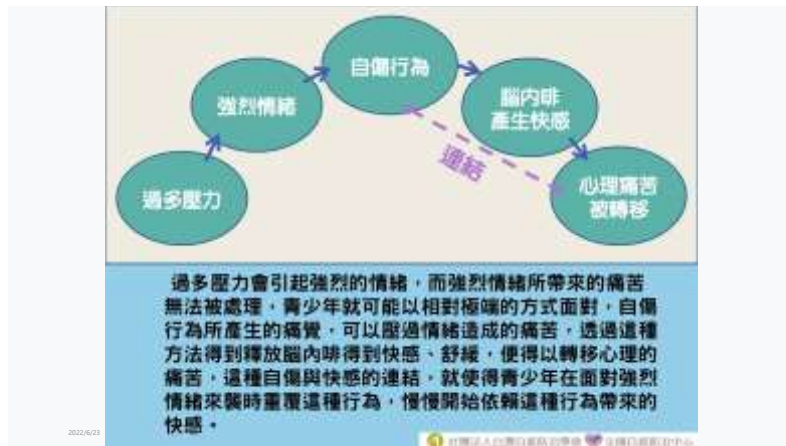 自傷行為
強烈情緒
腦內啡
產生快感
連結
過多壓力
心理痛苦
被轉移
過多壓力會引起強烈的情緒，而強烈情緒所帶來的痛苦
無法被處理，青少年就可能以相對極端的方式面對，自傷
行為所產生的痛覺，可以壓過情緒造成的痛苦，透過這種
方法得到釋放腦內啡得到快感、舒緩，便得以轉移心理的
痛苦，這種自傷與快感的連結，就使得青少年在面對強烈
情緒來襲時重覆這種行為，慢慢開始依賴這種行為帶來的
快感。
2022/6/23